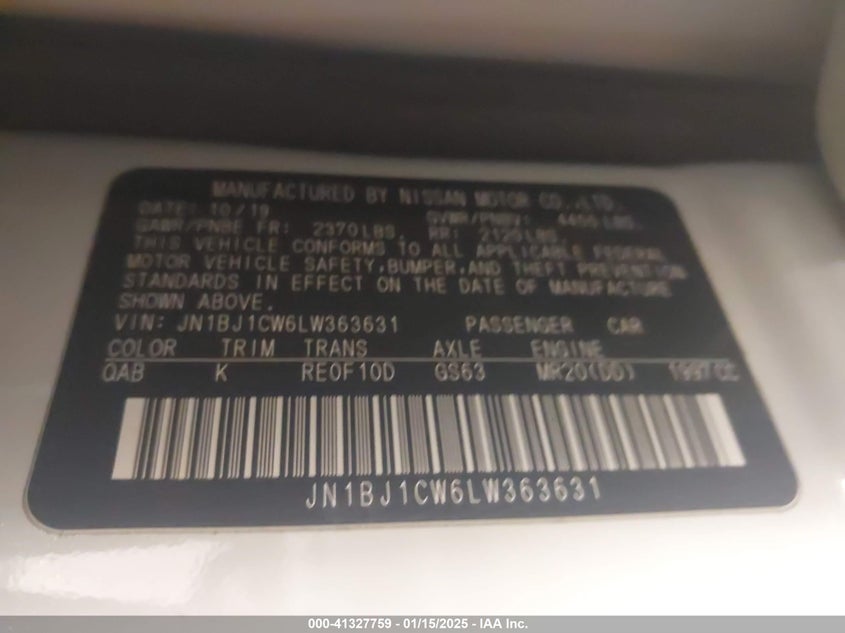 MANUFACTURED BY NISSAN MOTOR CO.,LTD.
DATE: 10/19 GVWR/PNBV: LBS.
GAWR/PNBE FR: 2370LBS. RR: 2120LBS.
THIS VEHICLE CONFORMS TO ALL APPLICABLE FEDERAL
MOTOR VEHICLE SAFETY,BUMPER,AND THEFT PREVENTION
STANDARDS IN EFFECT ON THE DATE OF MANUFACTURE
SHOWN ABOVE.
VIN: JN1BJ1CW6LW363631 PASSENGER CAR
COLOR TRIM TRANS AXLE ENGINE
QAB K RE0F10D GS63 MR20(DD) 1997CC
JN1BJ1CW6LW363631
000-41327759 — 01/15/2025 — IAA Inc.